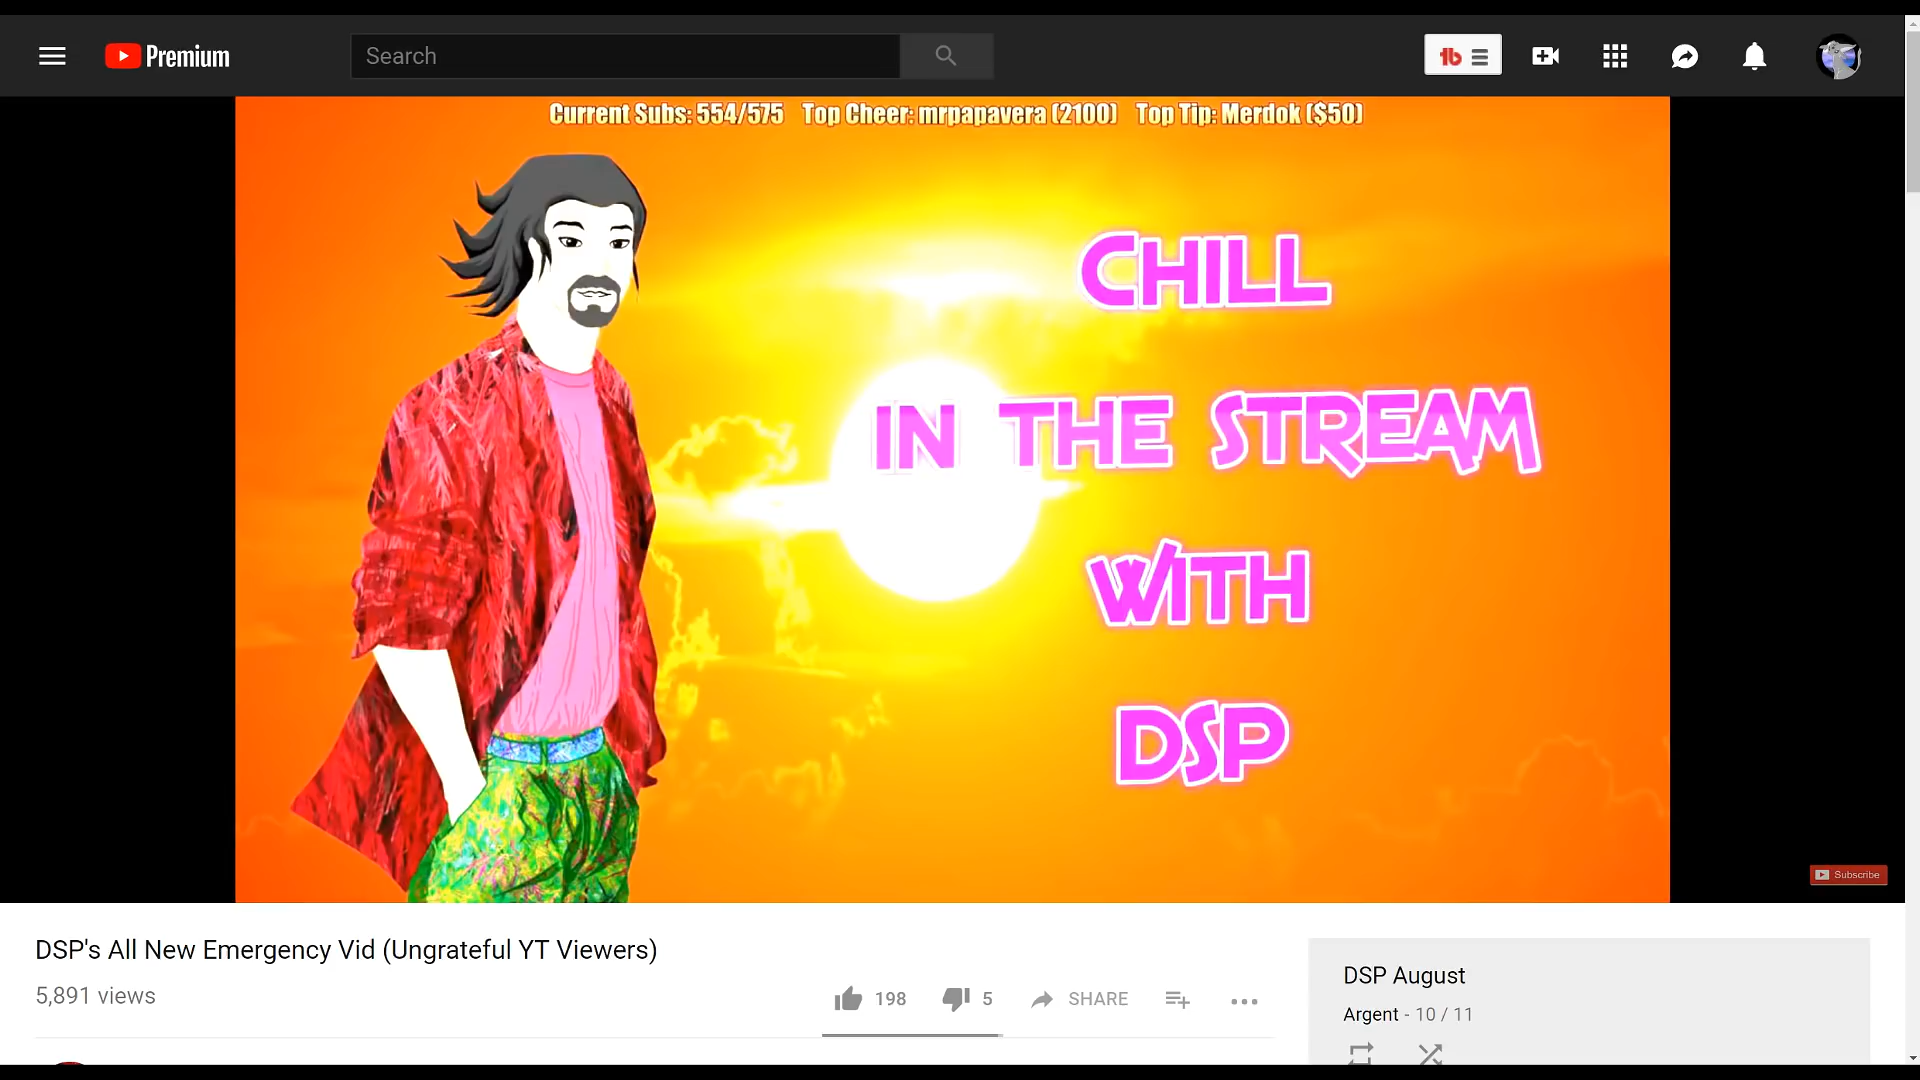 Premium
Search
tb
Current Subs: 554/575 Top Cheer: mrpapavera (2100) Top Tip: Merdok ($50)
CHILL
IN THE STREAM
WITH
DSP
Subscribe
DSP's All New Emergency Vid (Ungrateful YT Viewers)
5,891 views
198
5
SHARE
DSP August
Argent - 10 / 11